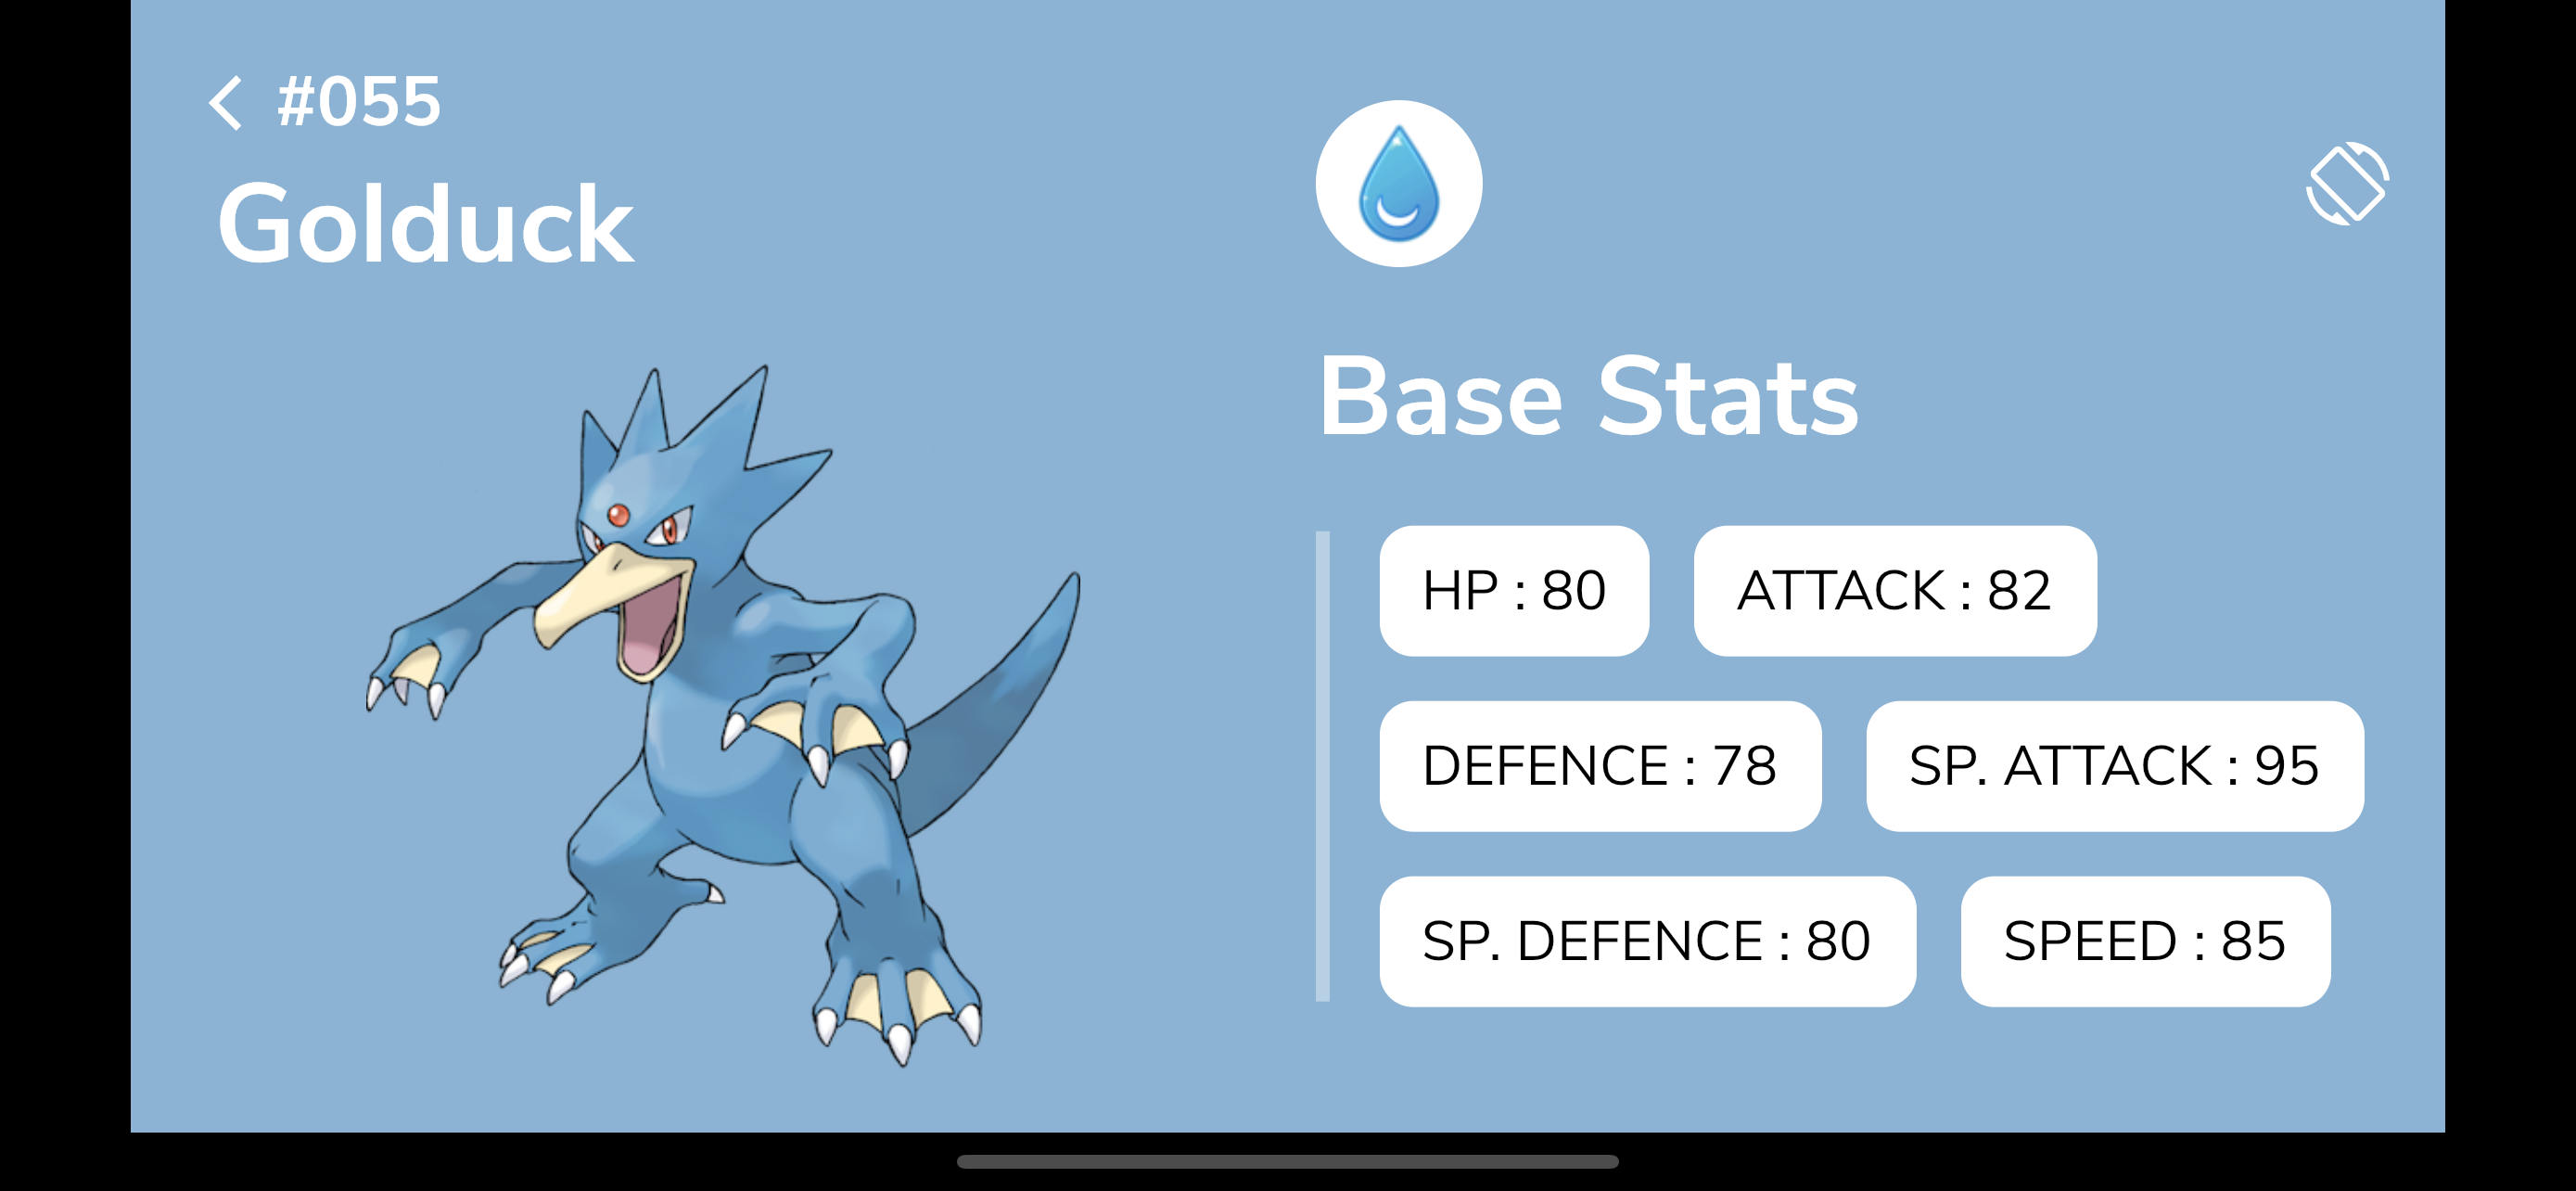 #055
Golduck
Base Stats
HP : 80
ATTACK : 82
DEFENCE : 78
SP. ATTACK : 95
SP. DEFENCE : 80
SPEED : 85